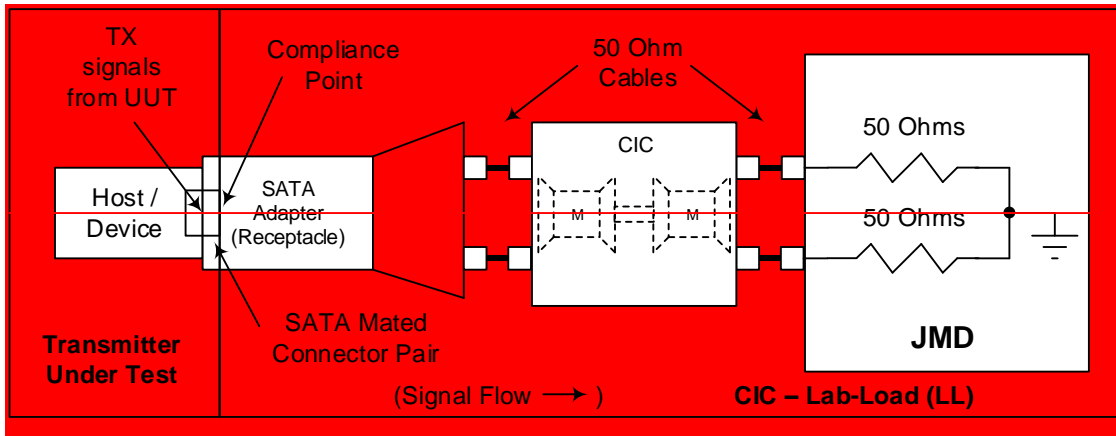 TX
signals
from UUT
Compliance
Point
50 Ohm
Cables
Host /
Device
SATA
Adapter
(Receptacle)
CIC
M
M
50 Ohms
50 Ohms
JMD
SATA Mated
Connector Pair
Transmitter
Under Test
(Signal Flow → )
CIC – Lab-Load (LL)